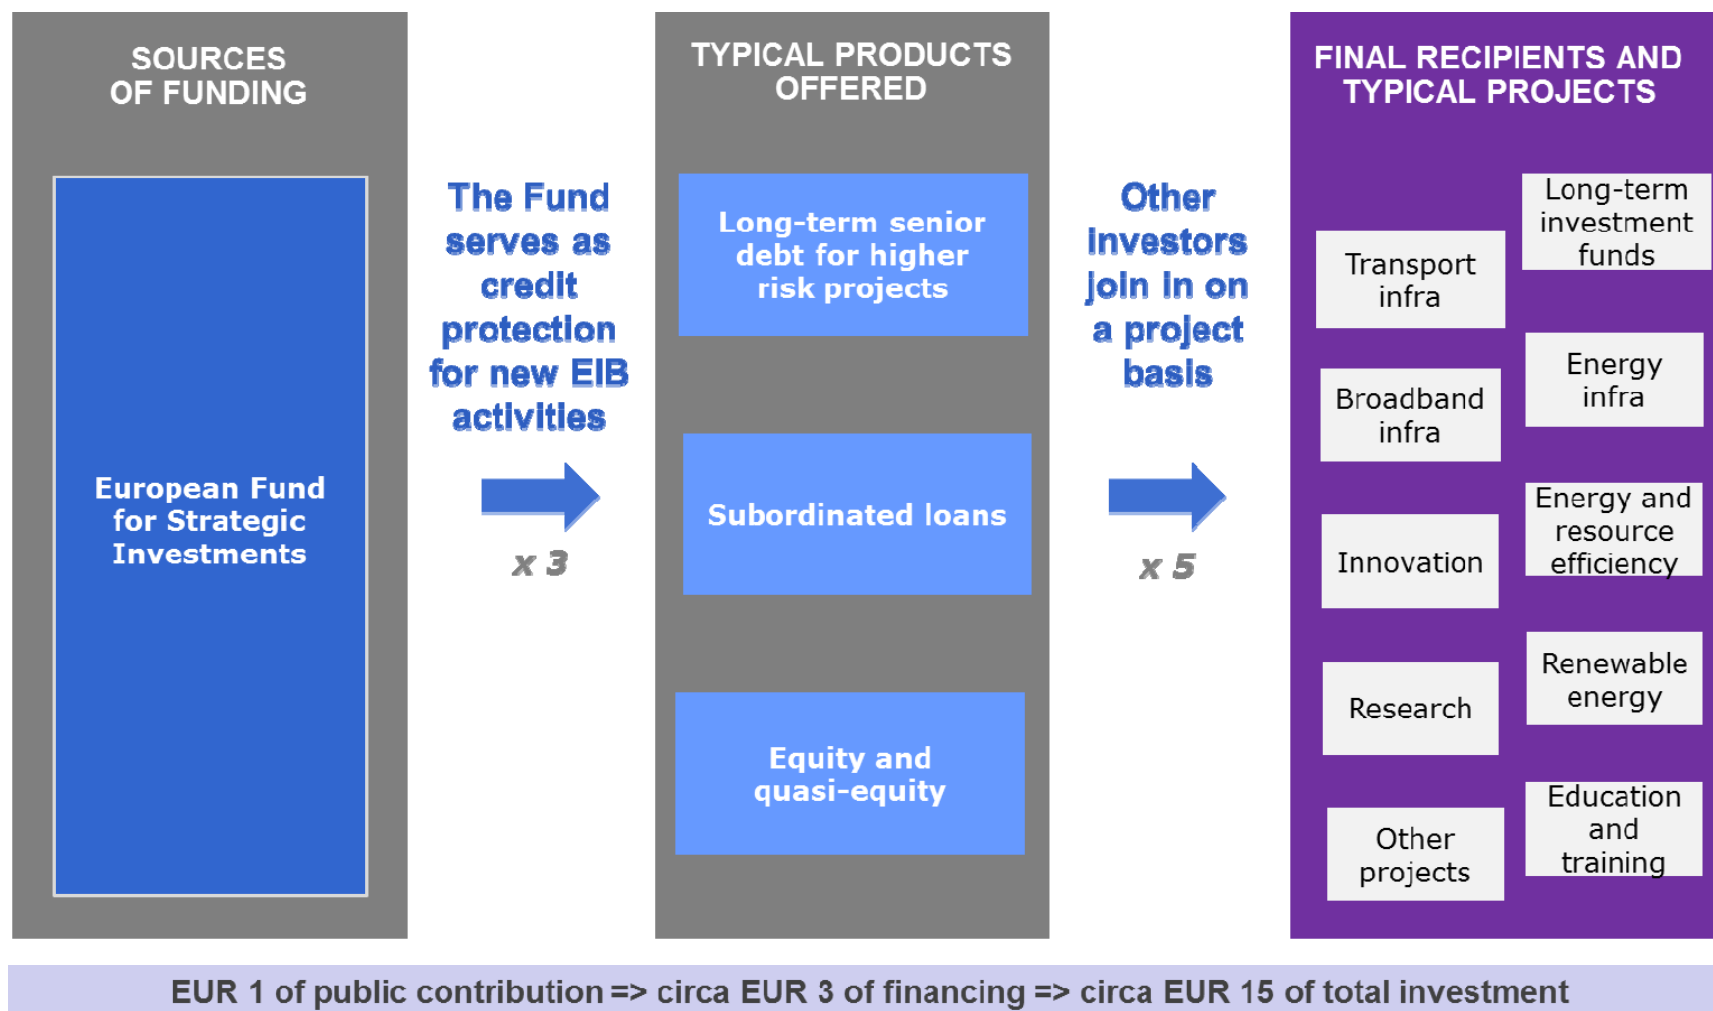 SOURCES
OF FUNDING
European Fund
for Strategic
Investments
The Fund
serves as
credit
protection
for new EIB
activities
x 3
TYPICAL PRODUCTS
OFFERED
Long-term senior
debt for higher
risk projects
Subordinated loans
Equity and
quasi-equity
Other
investors
join in on
a project
basis
x 5
FINAL RECIPIENTS AND
TYPICAL PROJECTS
Long-term
investment
funds
Transport
infra
Energy
infra
Broadband
infra
Energy and
resource
efficiency
Innovation
Renewable
energy
Research
Education
and
training
Other
projects
EUR 1 of public contribution => circa EUR 3 of financing => circa EUR 15 of total investment